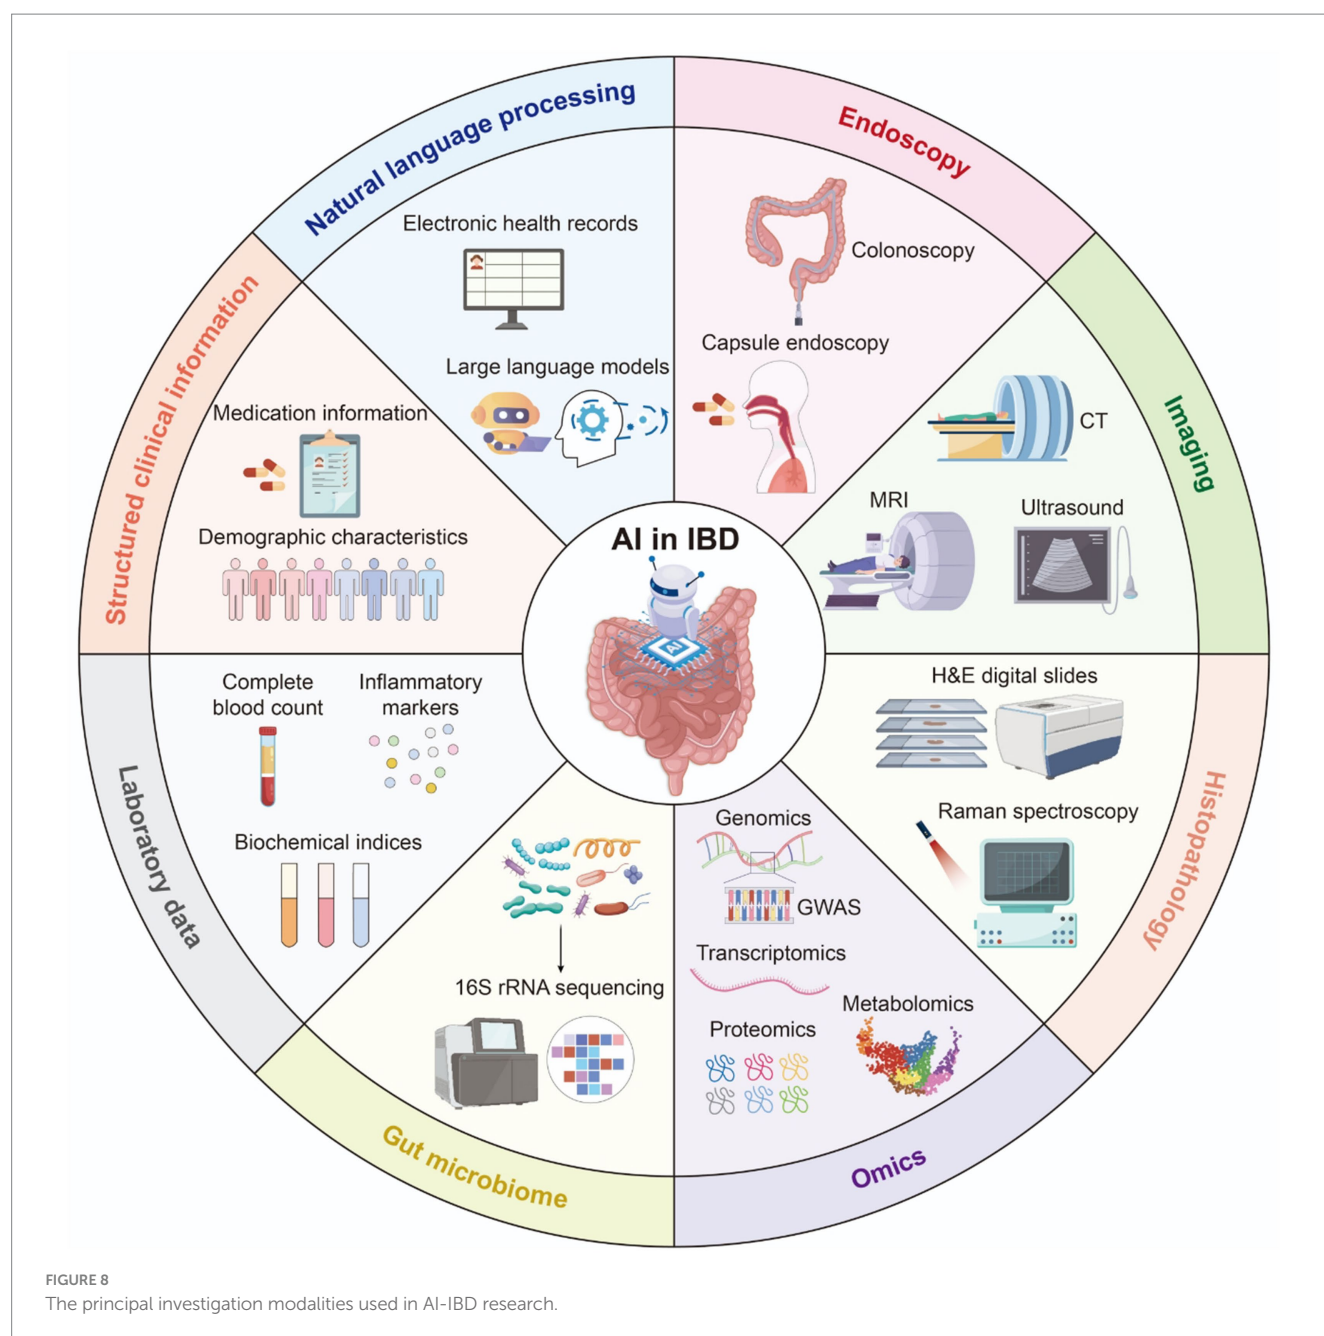 Natural language processing
Electronic health records
Large language models
Endoscopy
Colonoscopy
Capsule endoscopy
Imaging
CT
MRI
Ultrasound
Histopathology
H&E digital slides
Raman spectroscopy
Omics
Genomics
GWAS
Transcriptomics
Metabolomics
Proteomics
Gut microbiome
16S rRNA sequencing
Laboratory data
Complete
blood count
Inflammatory
markers
Biochemical indices
Structured clinical information
Medication information
Demographic characteristics
AI in IBD
AI
FIGURE 8
The principal investigation modalities used in AI-IBD research.